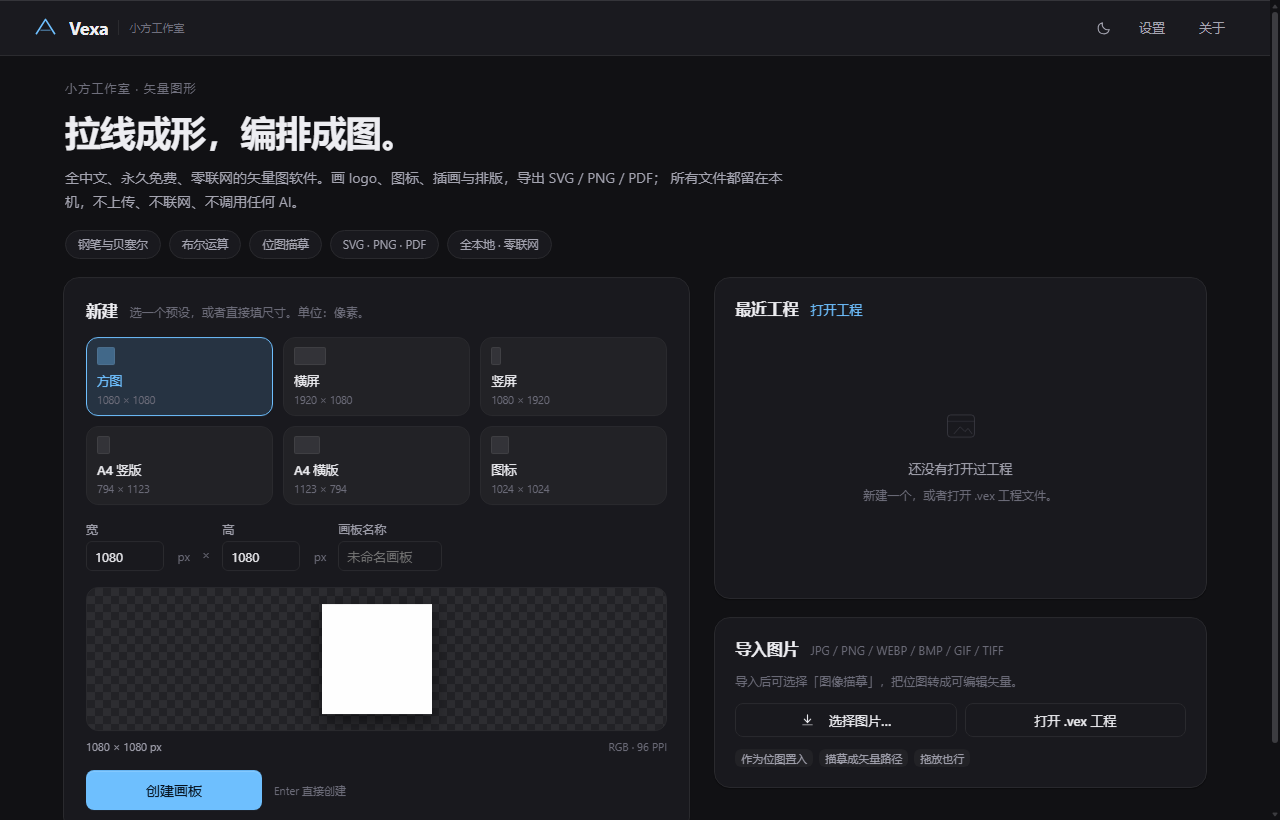 Vexa 小方工作室 设置 关于
小方工作室 · 矢量图形
拉线成形，编排成图。
全中文、永久免费、零联网的矢量图软件。画 logo、图标、插画与排版，导出 SVG / PNG / PDF； 所有文件都留在本
机，不上传、不联网、不调用任何 AI。
钢笔与贝塞尔 布尔运算 位图描摹 SVG · PNG · PDF 全本地 · 零联网
新建 选一个预设，或者直接填尺寸。单位：像素。
方图 横屏 竖屏
1080 × 1080 1920 × 1080 1080 × 1920
A4 竖版 A4 横版 图标
794 × 1123 1123 × 794 1024 × 1024
宽 高 画板名称
1080 px × 1080 px 未命名画板
1080 × 1080 px RGB · 96 PPI
创建画板 Enter 直接创建
最近工程 打开工程
还没有打开过工程
新建一个，或者打开 .vex 工程文件。
导入图片 JPG / PNG / WEBP / BMP / GIF / TIFF
导入后可选择「图像描摹」，把位图转成可编辑矢量。
选择图片... 打开 .vex 工程
作为位图置入 描摹成矢量路径 拖放也行